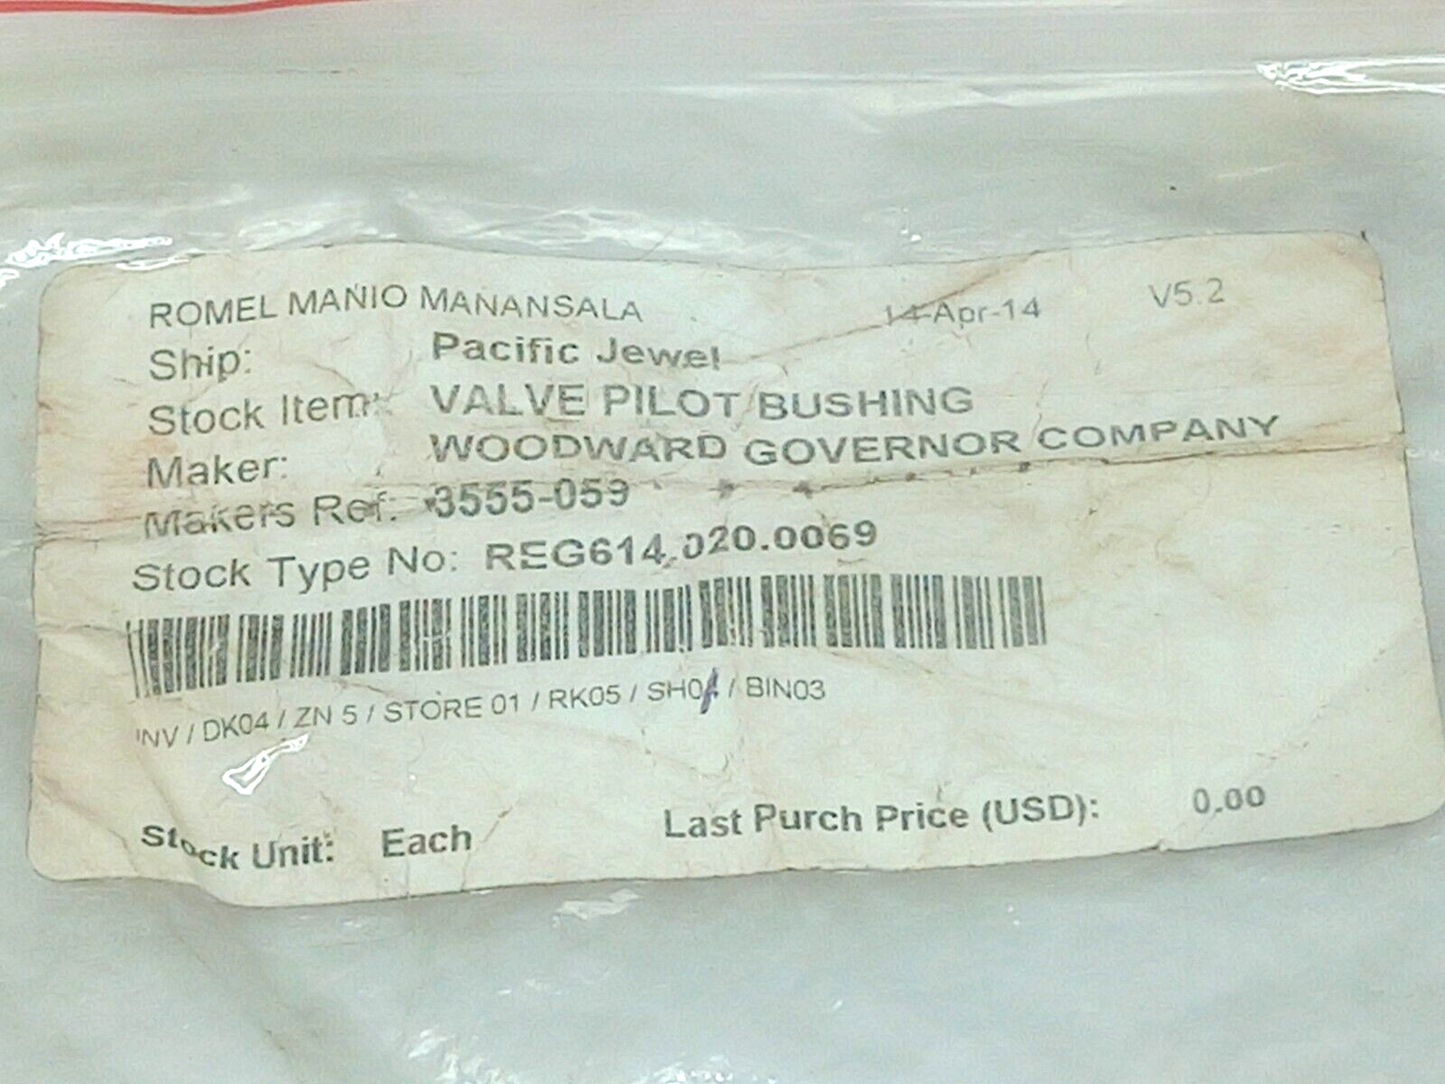 ROMEL MANIO MANANSALA 14-Apr-14 V5.2
Ship: Pacific Jewel
Stock Item: VALVE PILOT BUSHING
Maker: WOODWARD GOVERNOR COMPANY
Makers Ref: 3555-059
Stock Type No: REG614.020.0069
INV / DK04 / ZN 5 / STORE 01 / RK05 / / BIN03
Stock Unit: Each Last Purch Price (USD): 0.00